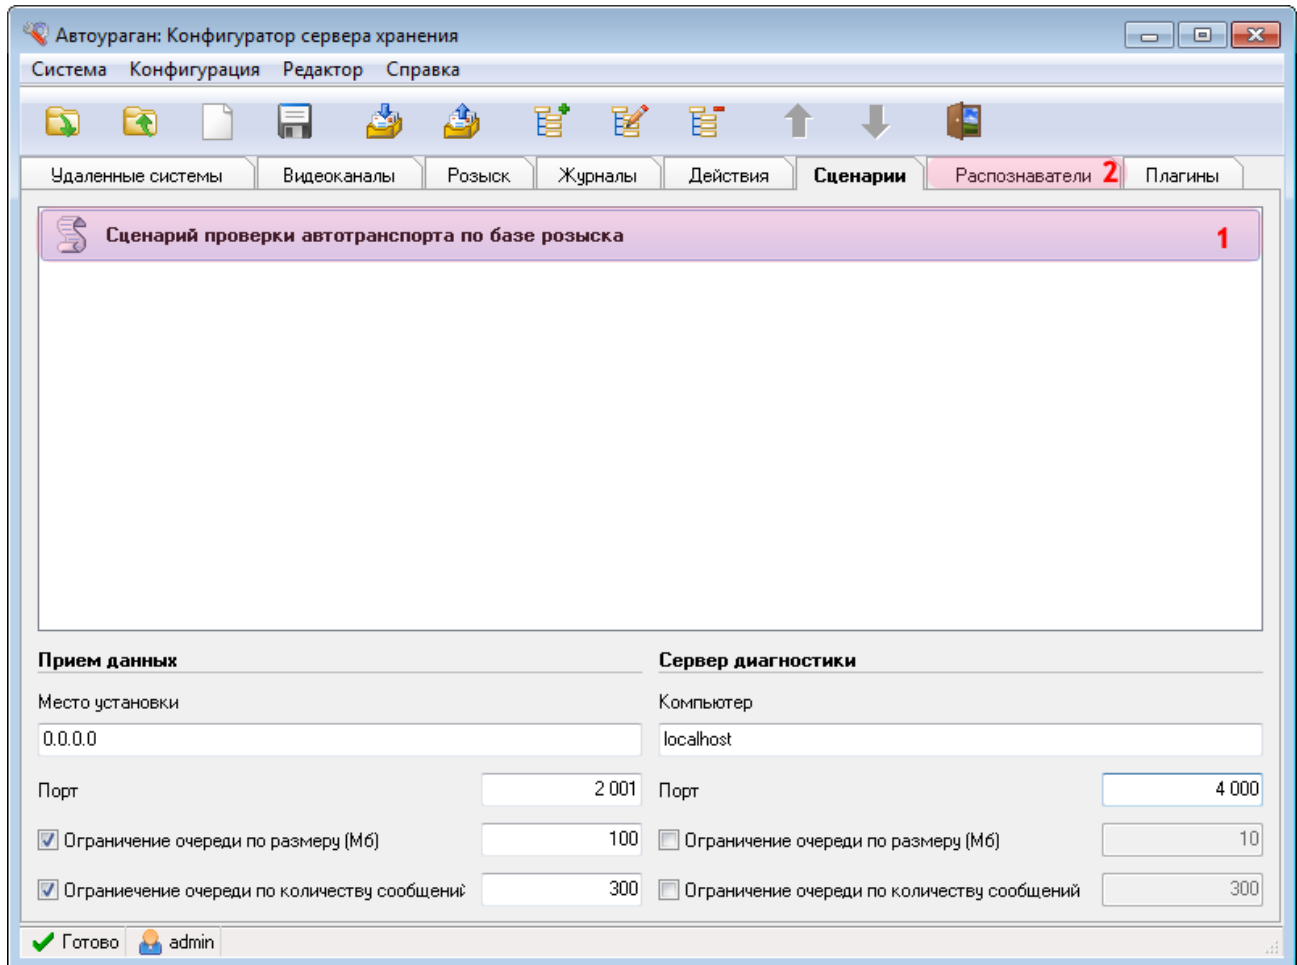 Автоураган: Конфигуратор сервера хранения
Система Конфигурация Редактор Справка
Удаленные системы Видеоканалы Розыск Журналы Действия Сценарии Распознаватели 2 Плагины
Сценарий проверки автотранспорта по базе розыска 1
Прием данных Сервер диагностики
Место установки Компьютер
0.0.0.0 localhost
Порт 2 001 Порт 4 000
Ограничение очереди по размеру (Мб) 100 Ограничение очереди по размеру (Мб) 10
Ограниечение очереди по количеству сообщений 300 Ограничение очереди по количеству сообщений 300
Готово admin